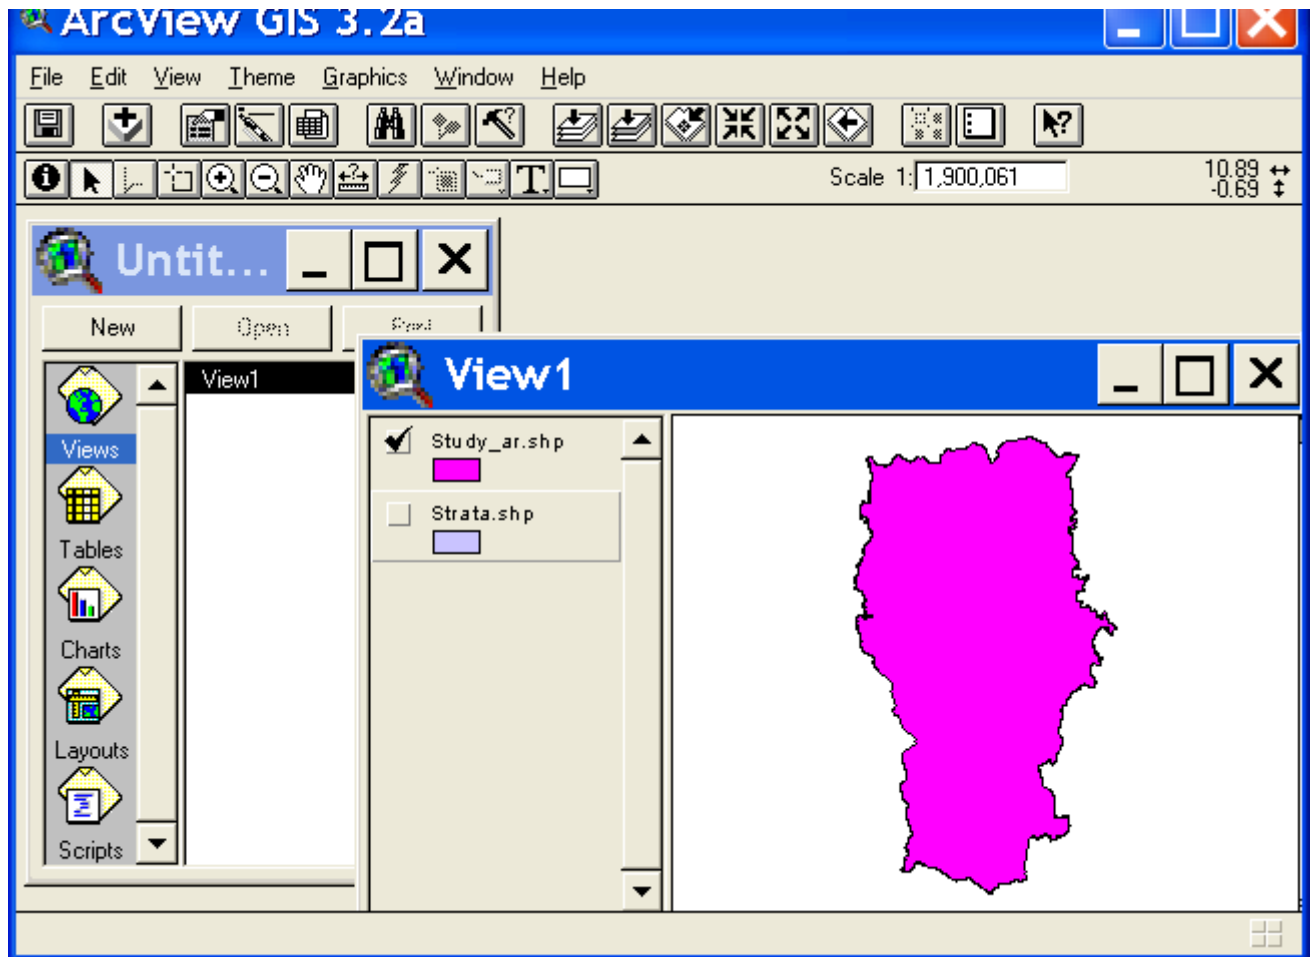 ArcView GIS 3.2a
File Edit View Theme Graphics Window Help
Scale 1: 1,900,061
10.89
-0.69
Untit...
New Open Print
View1
Views
Tables
Charts
Layouts
Scripts
View1
Study_ar.shp
Strata.shp